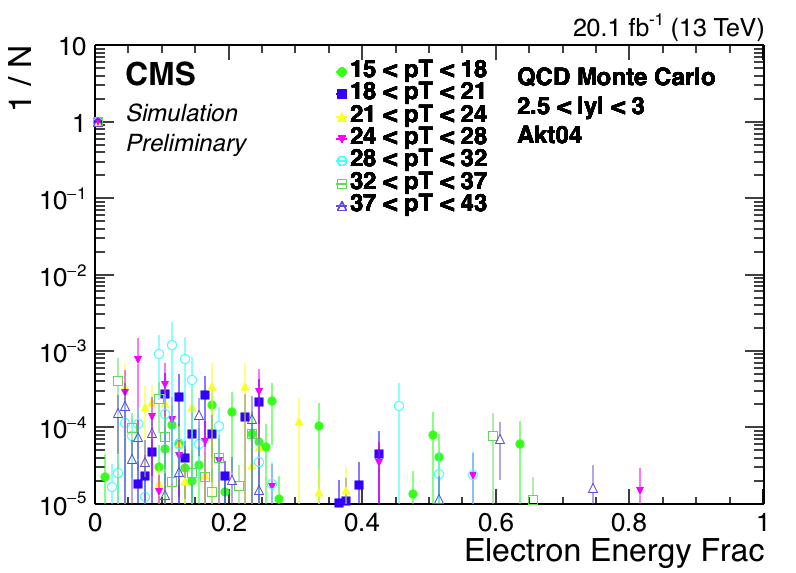 20.1 fb⁻¹ (13 TeV)
1 / N
10
1
10⁻¹
10⁻²
10⁻³
10⁻⁴
10⁻⁵
CMS
Simulation
Preliminary
15 < pT < 18
18 < pT < 21
21 < pT < 24
24 < pT < 28
28 < pT < 32
32 < pT < 37
37 < pT < 43
QCD Monte Carlo
2.5 < |y| < 3
Akt04
0 0.2 0.4 0.6 0.8 1
Electron Energy Frac